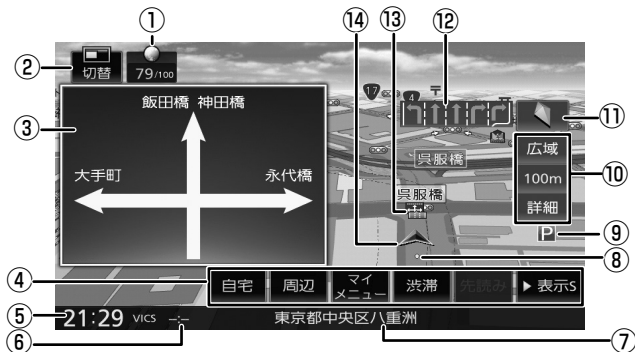 ① ⑭ ⑬ ⑫
②
切替 79/100
③
飯田橋 神田橋
大手町 永代橋
17 4
⑪
呉服橋
呉服橋
広域
100m
詳細
⑩
P ⑨
⑧
④
自宅 周辺 マイメニュー 渋滞 先読み ▶表示S
⑤
21:29 VICS --:-- 東京都中央区八重洲
⑥ ⑦